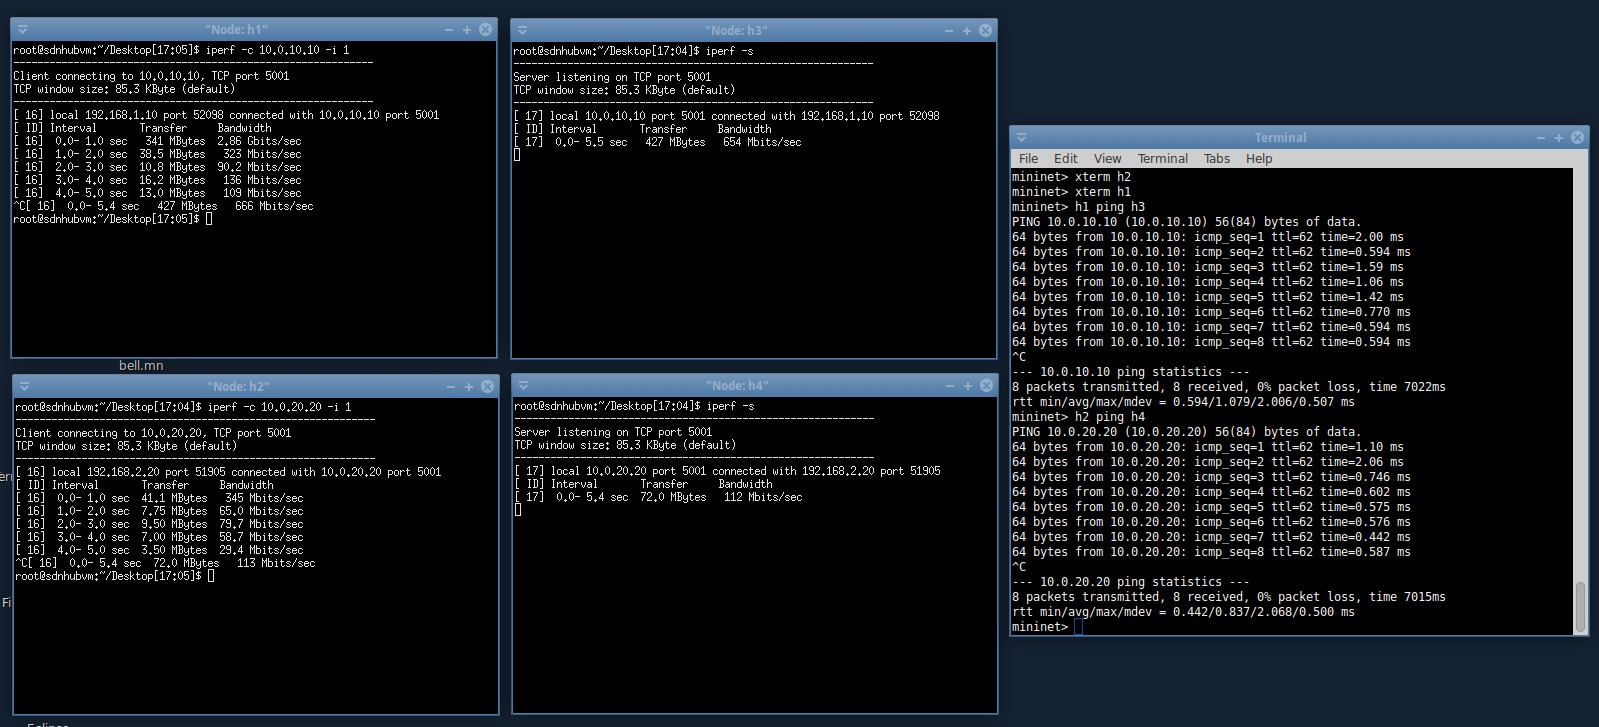 "Node: h1"
root@sdnhubvm:~/Desktop[17:05]$ iperf -c 10.0.10.10 -i 1
------------------------------------------------------------
Client connecting to 10.0.10.10, TCP port 5001
TCP window size: 85.3 KByte (default)
------------------------------------------------------------
[ 16] local 192.168.1.10 port 52098 connected with 10.0.10.10 port 5001
[ ID] Interval       Transfer     Bandwidth
[ 16]  0.0- 1.0 sec   341 MBytes  2.86 Gbits/sec
[ 16]  1.0- 2.0 sec  38.5 MBytes   323 Mbits/sec
[ 16]  2.0- 3.0 sec  10.8 MBytes  90.2 Mbits/sec
[ 16]  3.0- 4.0 sec  16.2 MBytes   136 Mbits/sec
[ 16]  4.0- 5.0 sec  13.0 MBytes   109 Mbits/sec
^C[ 16]  0.0- 5.4 sec   427 MBytes   666 Mbits/sec
root@sdnhubvm:~/Desktop[17:05]$
"Node: h3"
root@sdnhubvm:~/Desktop[17:04]$ iperf -s
------------------------------------------------------------
Server listening on TCP port 5001
TCP window size: 85.3 KByte (default)
------------------------------------------------------------
[ 17] local 10.0.10.10 port 5001 connected with 192.168.1.10 port 52098
[ ID] Interval       Transfer     Bandwidth
[ 17]  0.0- 5.5 sec   427 MBytes   654 Mbits/sec
bell.mn
"Node: h2"
root@sdnhubvm:~/Desktop[17:04]$ iperf -c 10.0.20.20 -i 1
------------------------------------------------------------
Client connecting to 10.0.20.20, TCP port 5001
TCP window size: 85.3 KByte (default)
------------------------------------------------------------
[ 16] local 192.168.2.20 port 51905 connected with 10.0.20.20 port 5001
[ ID] Interval       Transfer     Bandwidth
[ 16]  0.0- 1.0 sec  41.1 MBytes   345 Mbits/sec
[ 16]  1.0- 2.0 sec  7.75 MBytes  65.0 Mbits/sec
[ 16]  2.0- 3.0 sec  9.50 MBytes  79.7 Mbits/sec
[ 16]  3.0- 4.0 sec  7.00 MBytes  58.7 Mbits/sec
[ 16]  4.0- 5.0 sec  3.50 MBytes  29.4 Mbits/sec
^C[ 16]  0.0- 5.4 sec  72.0 MBytes   113 Mbits/sec
root@sdnhubvm:~/Desktop[17:05]$
"Node: h4"
root@sdnhubvm:~/Desktop[17:04]$ iperf -s
------------------------------------------------------------
Server listening on TCP port 5001
TCP window size: 85.3 KByte (default)
------------------------------------------------------------
[ 17] local 10.0.20.20 port 5001 connected with 192.168.2.20 port 51905
[ ID] Interval       Transfer     Bandwidth
[ 17]  0.0- 5.4 sec  72.0 MBytes   112 Mbits/sec
Terminal
File Edit View Terminal Tabs Help
mininet> xterm h2
mininet> xterm h1
mininet> h1 ping h3
PING 10.0.10.10 (10.0.10.10) 56(84) bytes of data.
64 bytes from 10.0.10.10: icmp_seq=1 ttl=62 time=2.00 ms
64 bytes from 10.0.10.10: icmp_seq=2 ttl=62 time=0.594 ms
64 bytes from 10.0.10.10: icmp_seq=3 ttl=62 time=1.59 ms
64 bytes from 10.0.10.10: icmp_seq=4 ttl=62 time=1.06 ms
64 bytes from 10.0.10.10: icmp_seq=5 ttl=62 time=1.42 ms
64 bytes from 10.0.10.10: icmp_seq=6 ttl=62 time=0.770 ms
64 bytes from 10.0.10.10: icmp_seq=7 ttl=62 time=0.594 ms
64 bytes from 10.0.10.10: icmp_seq=8 ttl=62 time=0.594 ms
^C
--- 10.0.10.10 ping statistics ---
8 packets transmitted, 8 received, 0% packet loss, time 7022ms
rtt min/avg/max/mdev = 0.594/1.079/2.006/0.507 ms
mininet> h2 ping h4
PING 10.0.20.20 (10.0.20.20) 56(84) bytes of data.
64 bytes from 10.0.20.20: icmp_seq=1 ttl=62 time=1.10 ms
64 bytes from 10.0.20.20: icmp_seq=2 ttl=62 time=2.06 ms
64 bytes from 10.0.20.20: icmp_seq=3 ttl=62 time=0.746 ms
64 bytes from 10.0.20.20: icmp_seq=4 ttl=62 time=0.602 ms
64 bytes from 10.0.20.20: icmp_seq=5 ttl=62 time=0.575 ms
64 bytes from 10.0.20.20: icmp_seq=6 ttl=62 time=0.576 ms
64 bytes from 10.0.20.20: icmp_seq=7 ttl=62 time=0.442 ms
64 bytes from 10.0.20.20: icmp_seq=8 ttl=62 time=0.587 ms
^C
--- 10.0.20.20 ping statistics ---
8 packets transmitted, 8 received, 0% packet loss, time 7015ms
rtt min/avg/max/mdev = 0.442/0.837/2.068/0.500 ms
mininet>